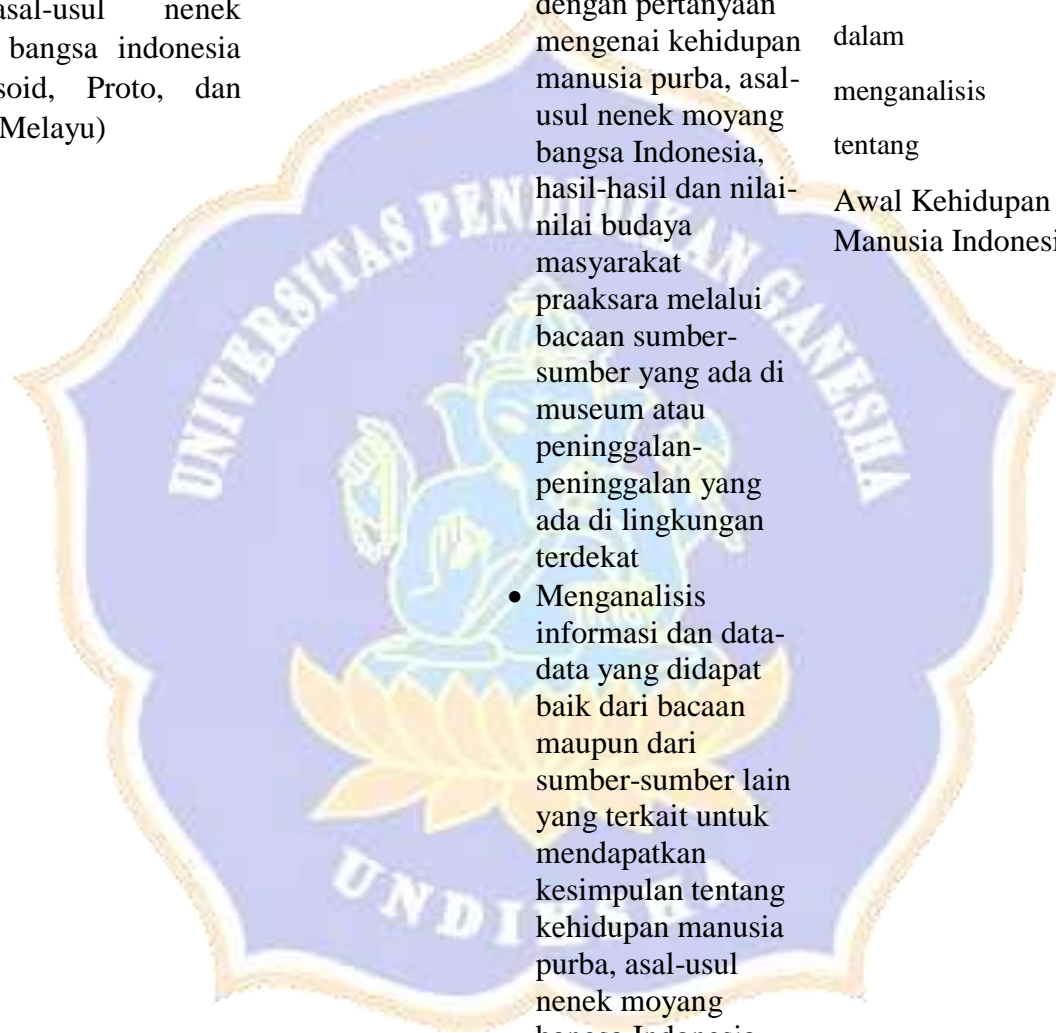 asal-usul nenek
bangsa indonesia
soid, Proto, dan
Melayu)
dengan pertanyaan
mengenai kehidupan
manusia purba, asal-
usul nenek moyang
bangsa Indonesia,
hasil-hasil dan nilai-
nilai budaya
masyarakat
praaksara melalui
bacaan sumber-
sumber yang ada di
museum atau
peninggalan-
peninggalan yang
ada di lingkungan
terdekat
• Menganalisis
informasi dan data-
data yang didapat
baik dari bacaan
maupun dari
sumber-sumber lain
yang terkait untuk
mendapatkan
kesimpulan tentang
kehidupan manusia
purba, asal-usul
nenek moyang
bangsa Indonesia
dalam
menganalisis
tentang
Awal Kehidupan
Manusia Indonesi
UNIVERSITAS PENDIDIKAN GANESHA
UNDIKSHA